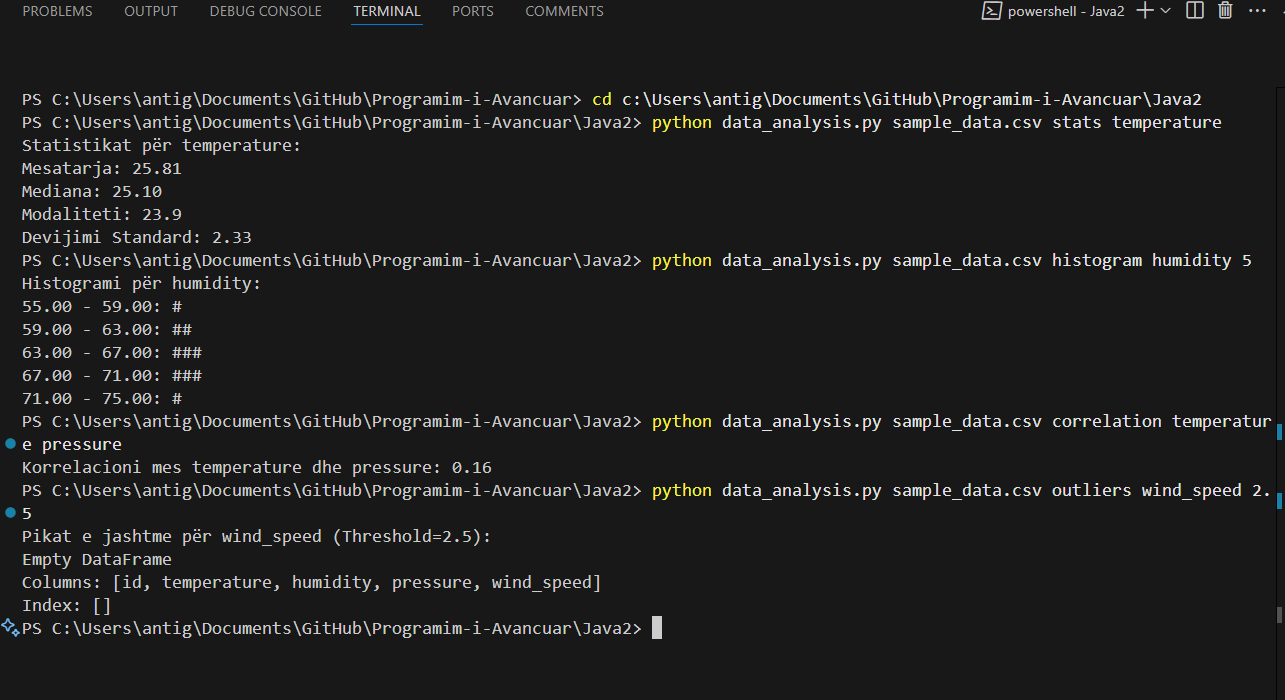 PROBLEMS OUTPUT DEBUG CONSOLE TERMINAL PORTS COMMENTS powershell - Java2
PS C:\Users\antig\Documents\GitHub\Programim-i-Avancuar> cd c:\Users\antig\Documents\GitHub\Programim-i-Avancuar\Java2
PS C:\Users\antig\Documents\GitHub\Programim-i-Avancuar\Java2> python data_analysis.py sample_data.csv stats temperature
Statistikat për temperature:
Mesatarja: 25.81
Mediana: 25.10
Modaliteti: 23.9
Devijimi Standard: 2.33
PS C:\Users\antig\Documents\GitHub\Programim-i-Avancuar\Java2> python data_analysis.py sample_data.csv histogram humidity 5
Histogrami për humidity:
55.00 - 59.00: #
59.00 - 63.00: ##
63.00 - 67.00: ###
67.00 - 71.00: ###
71.00 - 75.00: #
PS C:\Users\antig\Documents\GitHub\Programim-i-Avancuar\Java2> python data_analysis.py sample_data.csv correlation temperatur
e pressure
Korrelacioni mes temperature dhe pressure: 0.16
PS C:\Users\antig\Documents\GitHub\Programim-i-Avancuar\Java2> python data_analysis.py sample_data.csv outliers wind_speed 2.
5
Pikat e jashtme për wind_speed (Threshold=2.5):
Empty DataFrame
Columns: [id, temperature, humidity, pressure, wind_speed]
Index: []
PS C:\Users\antig\Documents\GitHub\Programim-i-Avancuar\Java2>